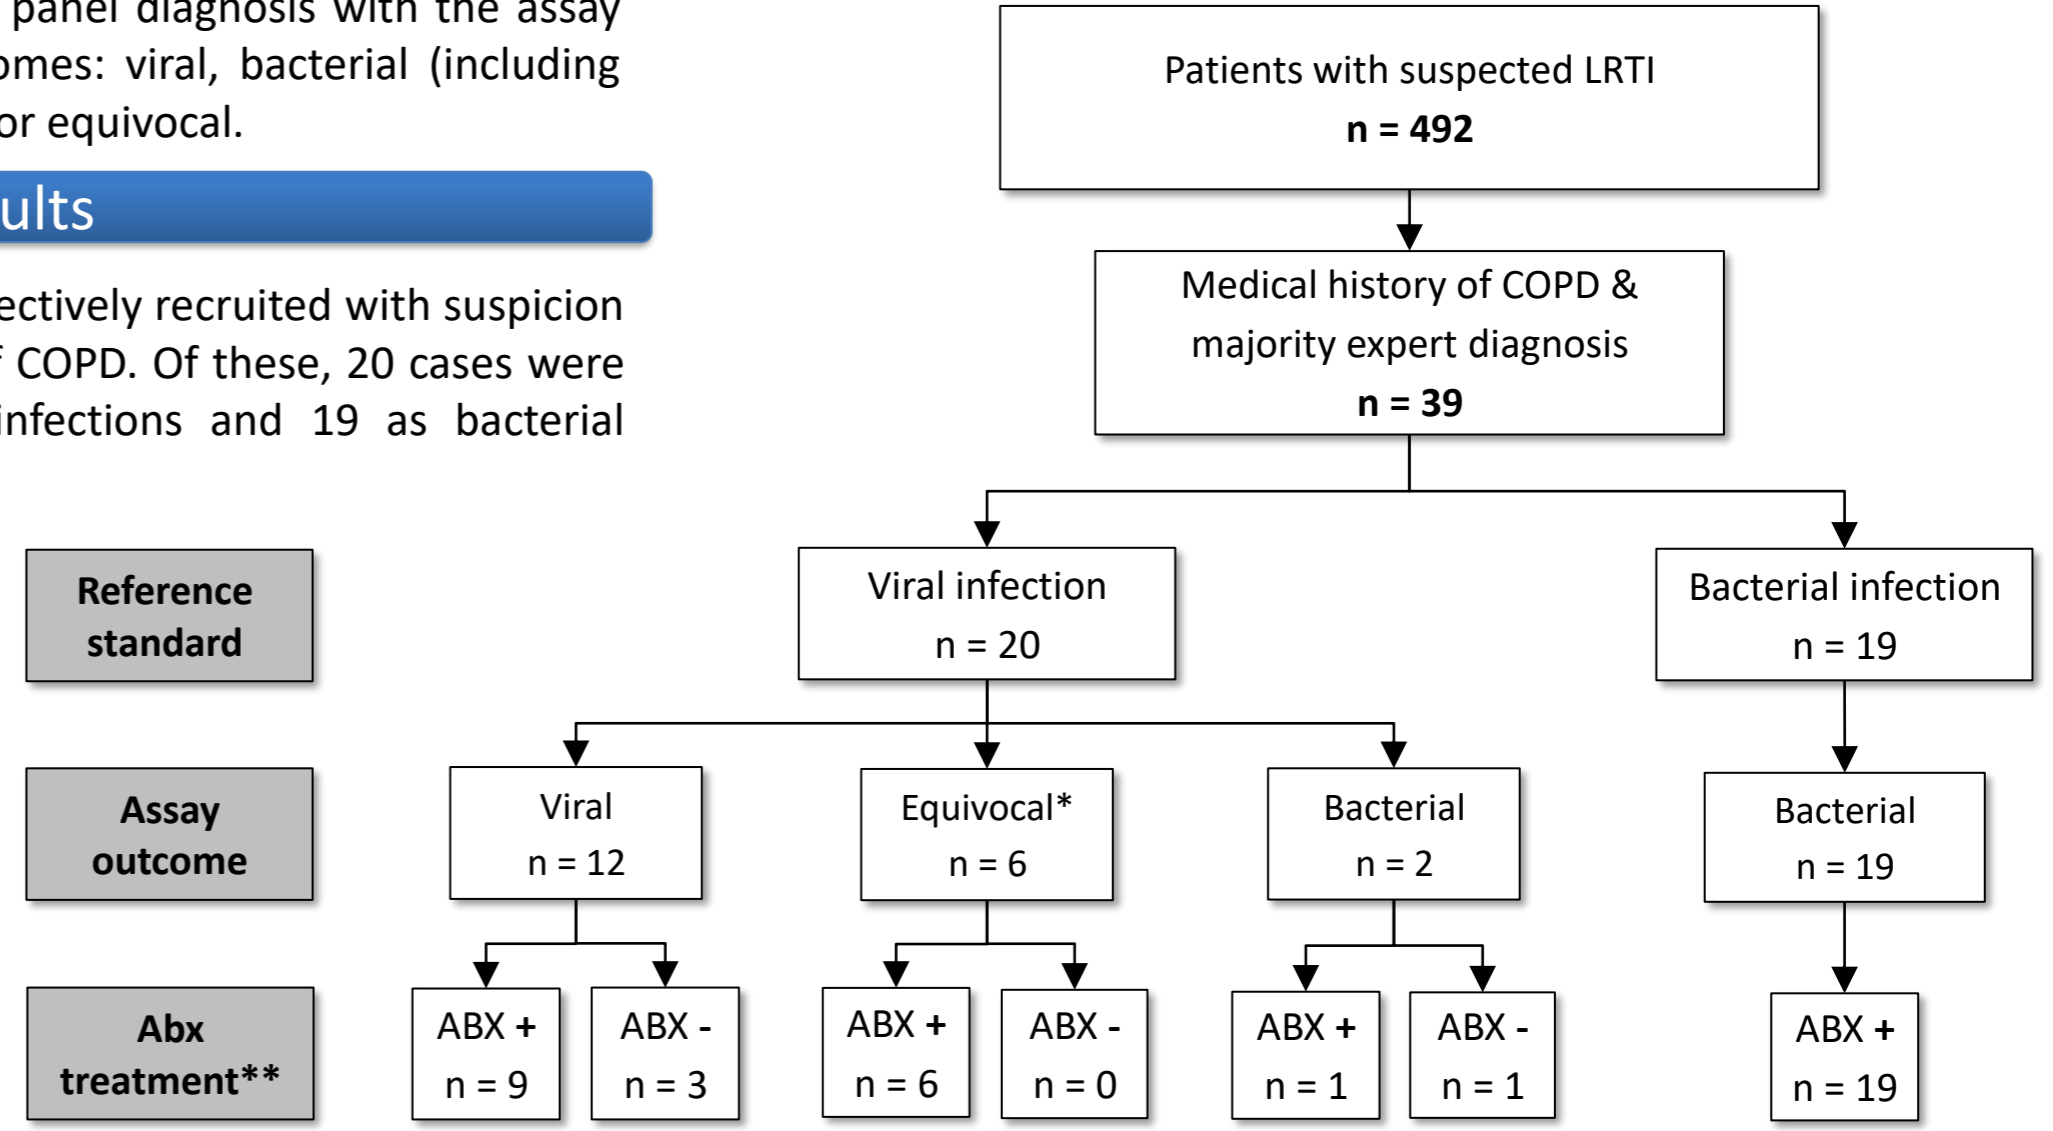 panel diagnosis with the assay
omes: viral, bacterial (including
or equivocal.
ults
ectively recruited with suspicion
f COPD. Of these, 20 cases were
infections and 19 as bacterial
Patients with suspected LRTI
n = 492
Medical history of COPD &
majority expert diagnosis
n = 39
Reference
standard
Viral infection
n = 20
Bacterial infection
n = 19
Assay
outcome
Viral
n = 12
Equivocal*
n = 6
Bacterial
n = 2
Bacterial
n = 19
Abx
treatment**
ABX +
n = 9
ABX -
n = 3
ABX +
n = 6
ABX -
n = 0
ABX +
n = 1
ABX -
n = 1
ABX +
n = 19